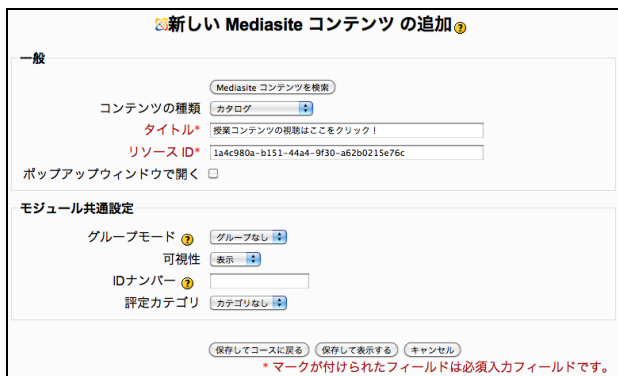 新しい Mediasite コンテンツ の追加
一般
Mediasite コンテンツを検索
コンテンツの種類 カタログ
タイトル* 授業コンテンツの視聴はここをクリック！
リソース ID* 1a4c980a-b151-44a4-9f30-a62b0215e76c
ポップアップウィンドウで開く
モジュール共通設定
グループモード グループなし
可視性 表示
IDナンバー
評定カテゴリ カテゴリなし
保存してコースに戻る 保存して表示する キャンセル
* マークが付けられたフィールドは必須入力フィールドです。